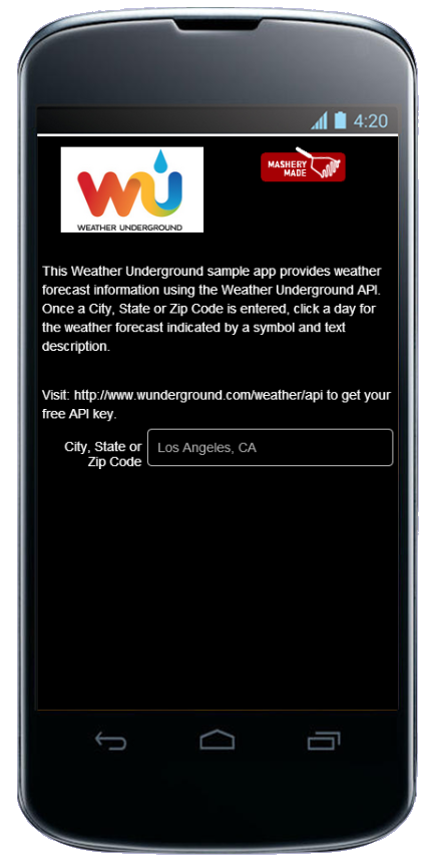 4:20
WU
WEATHER UNDERGROUND
MASHERY
MADE
This Weather Underground sample app provides weather
forecast information using the Weather Underground API.
Once a City, State or Zip Code is entered, click a day for
the weather forecast indicated by a symbol and text
description.
Visit: http://www.wunderground.com/weather/api to get your
free API key.
City, State or
Zip Code
Los Angeles, CA